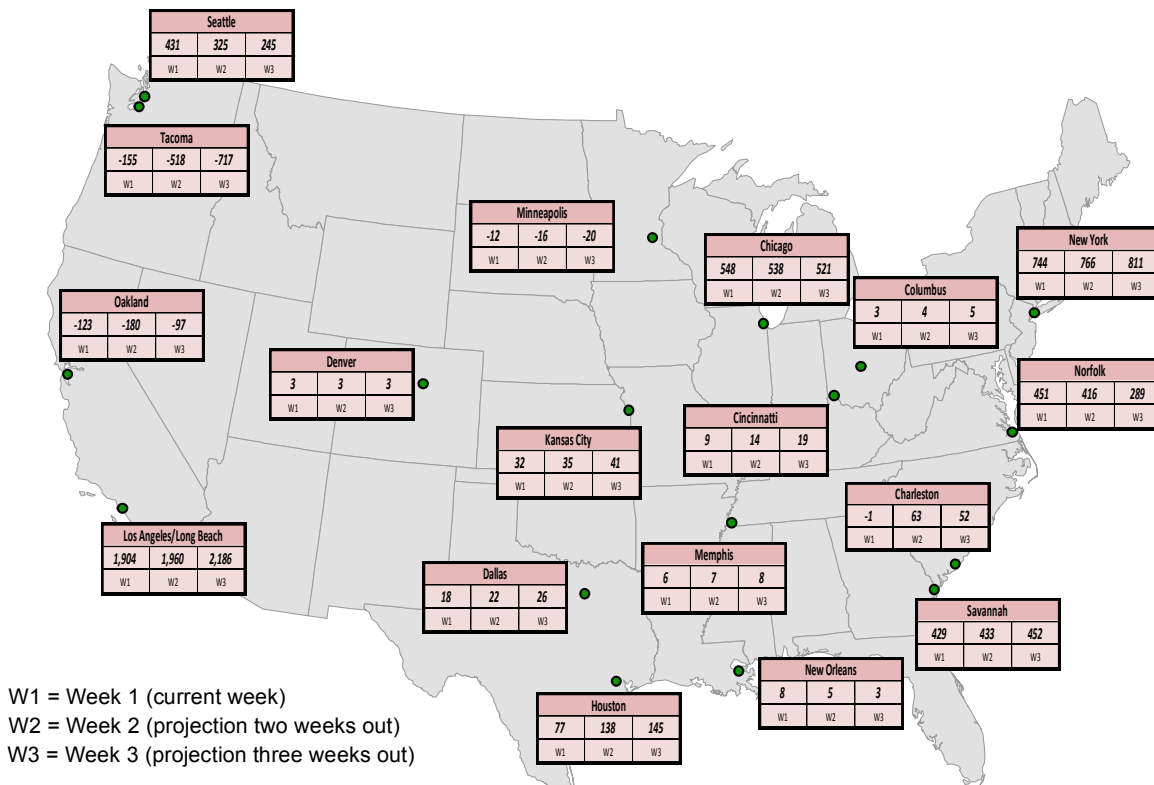 Seattle
431 325 245
W1 W2 W3
Tacoma
-155 -518 -717
W1 W2 W3
Minneapolis
-12 -16 -20
W1 W2 W3
Chicago
548 538 521
W1 W2 W3
New York
744 766 811
W1 W2 W3
Columbus
3 4 5
W1 W2 W3
Oakland
-123 -180 -97
W1 W2 W3
Denver
3 3 3
W1 W2 W3
Norfolk
451 416 289
W1 W2 W3
Cincinnatti
9 14 19
W1 W2 W3
Kansas City
32 35 41
W1 W2 W3
Charleston
-1 63 52
W1 W2 W3
Los Angeles/Long Beach
1,904 1,960 2,186
W1 W2 W3
Memphis
6 7 8
W1 W2 W3
Dallas
18 22 26
W1 W2 W3
Savannah
429 433 452
W1 W2 W3
New Orleans
8 5 3
W1 W2 W3
Houston
77 138 145
W1 W2 W3
W1 = Week 1 (current week)
W2 = Week 2 (projection two weeks out)
W3 = Week 3 (projection three weeks out)